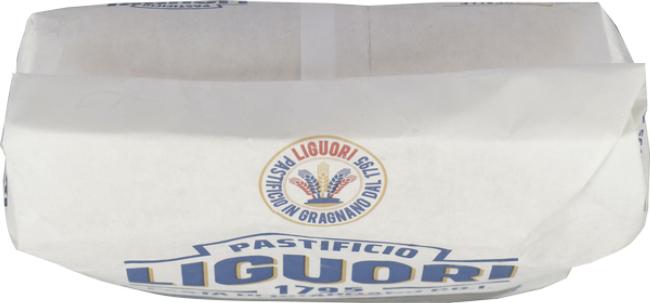 LIGUORI
PASTIFICIO IN GRAGNANO DAL 1795
PASTIFICIO
LIGUORI
1795